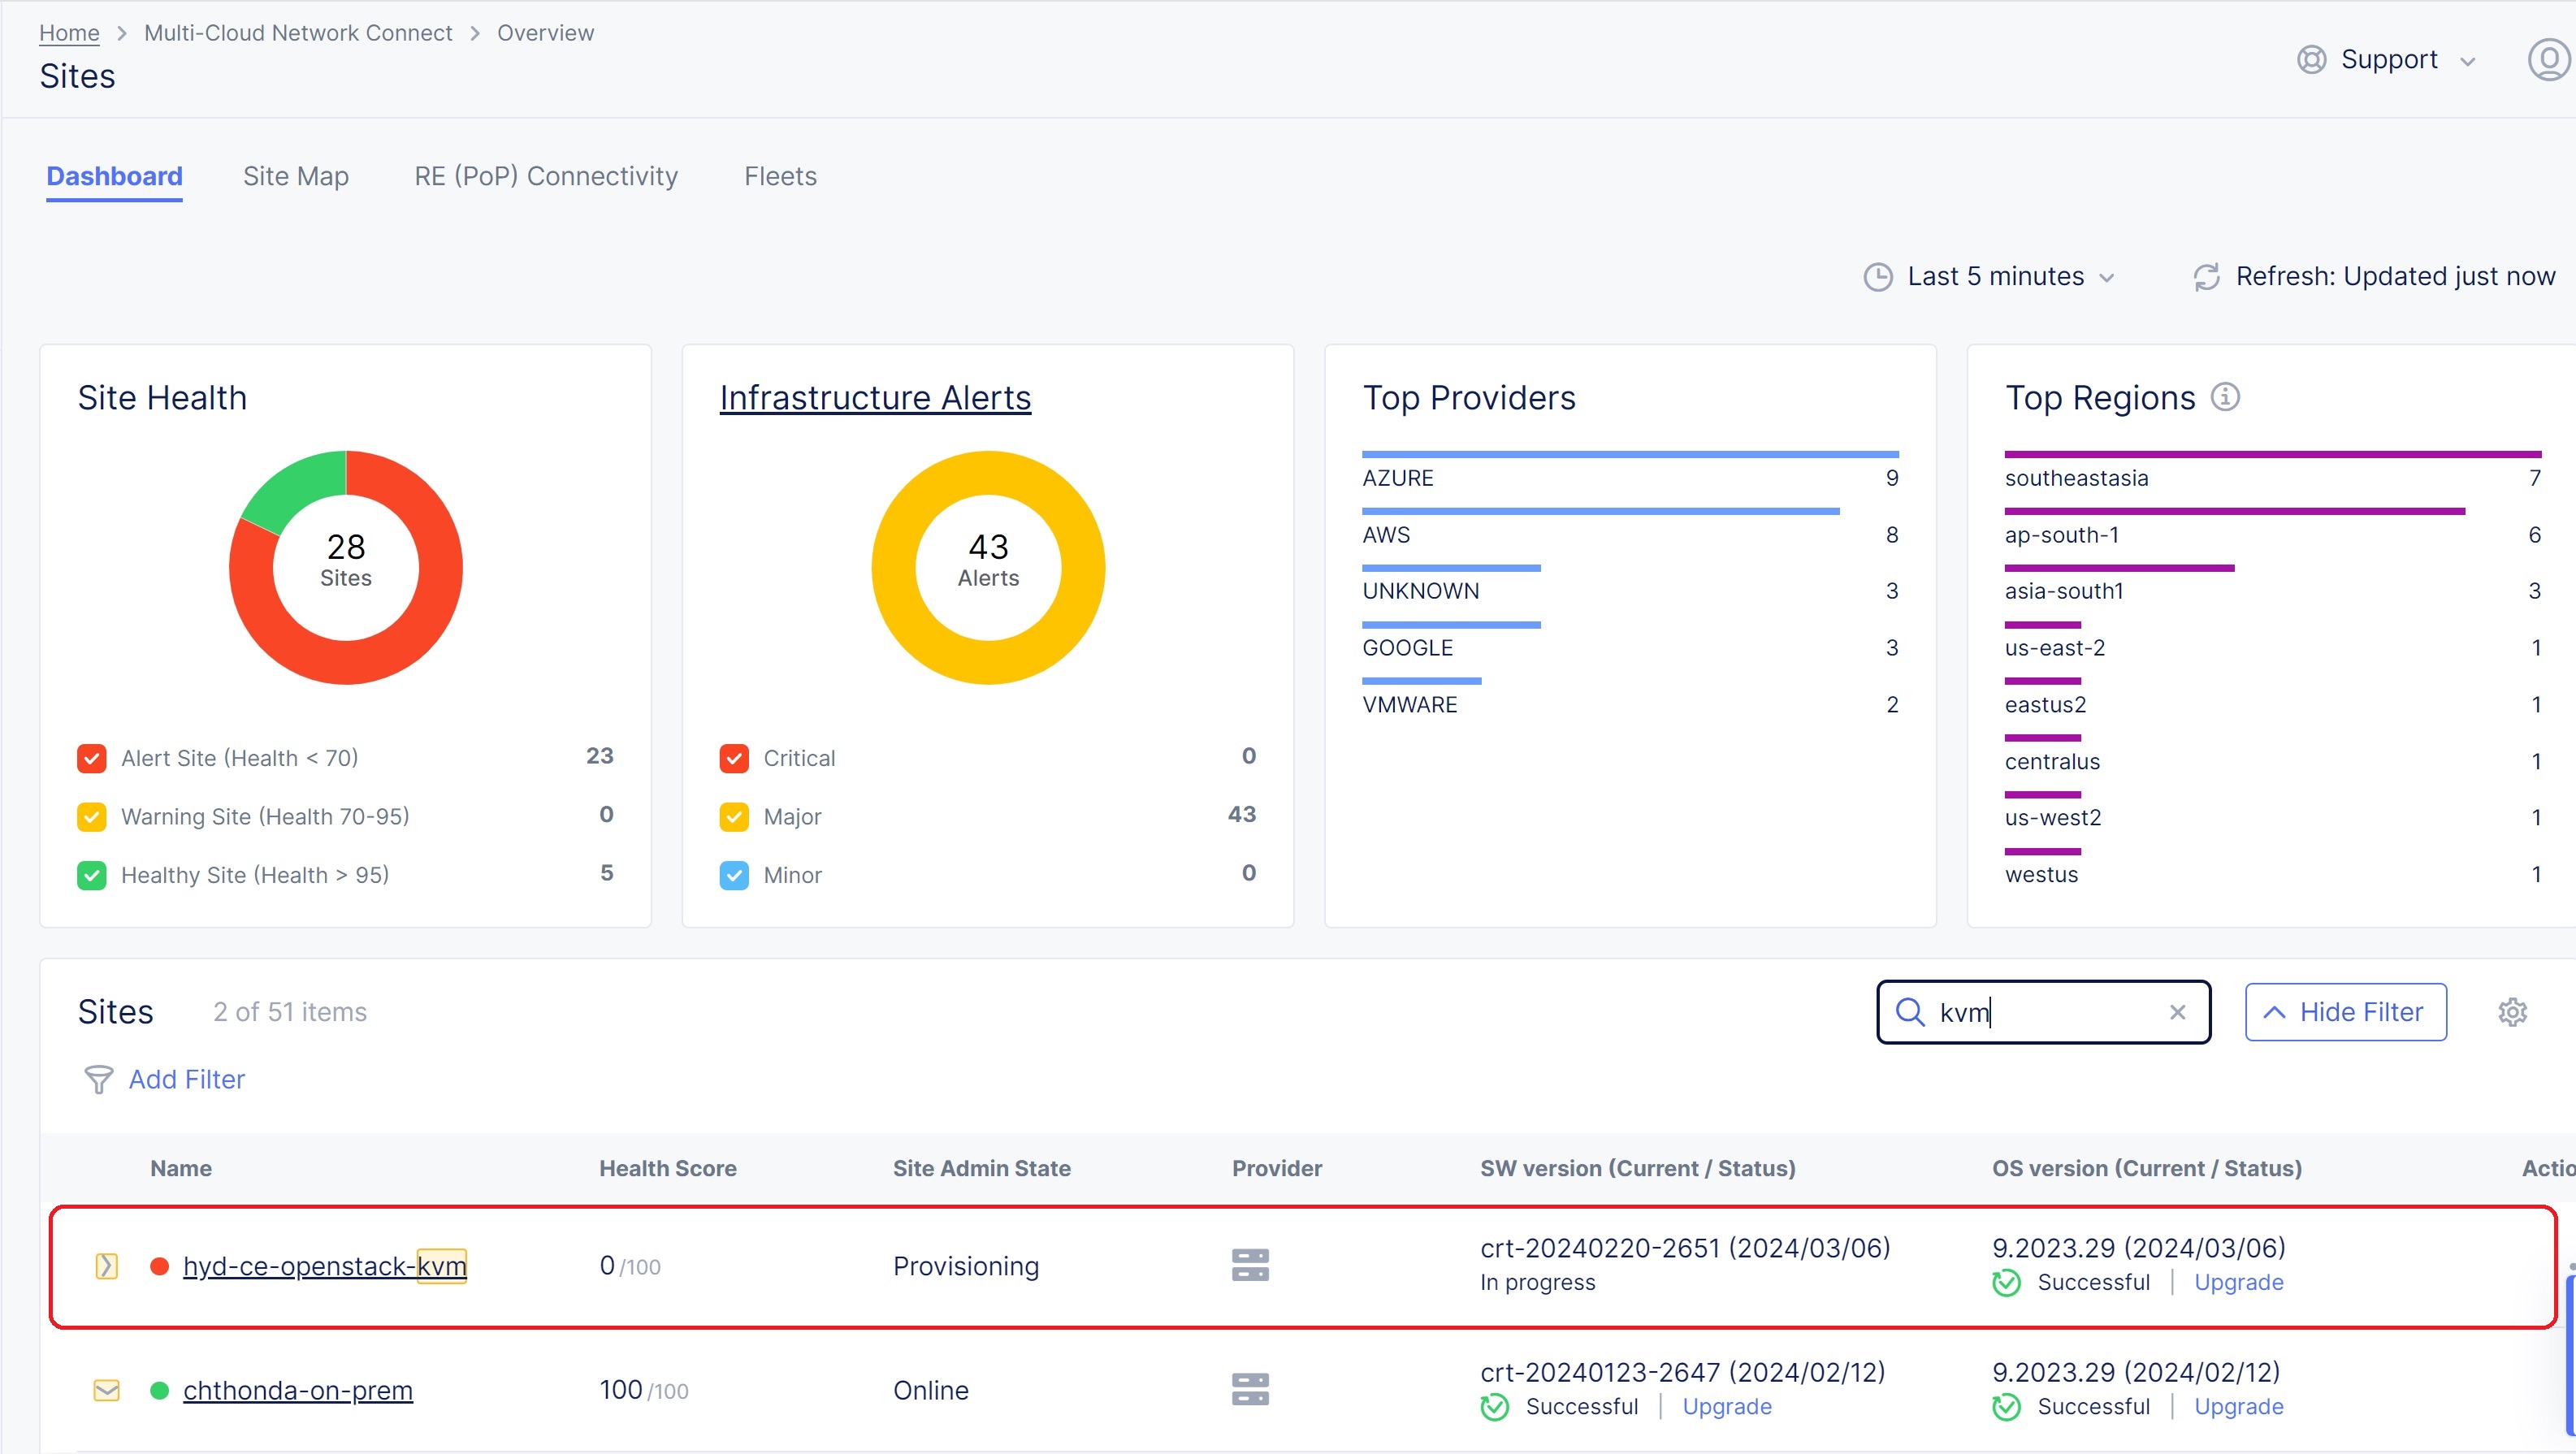 Home > Multi-Cloud Network Connect > Overview
Sites
Support
Dashboard
Site Map
RE (PoP) Connectivity
Fleets
Last 5 minutes
Refresh: Updated just now
Site Health
28
Sites
Alert Site (Health < 70) 23
Warning Site (Health 70-95) 0
Healthy Site (Health > 95) 5
Infrastructure Alerts
43
Alerts
Critical 0
Major 43
Minor 0
Top Providers
AZURE 9
AWS 8
UNKNOWN 3
GOOGLE 3
VMWARE 2
Top Regions
southeastasia 7
ap-south-1 6
asia-south1 3
us-east-2 1
eastus2 1
centralus 1
us-west2 1
westus 1
Sites 2 of 51 items
kvm
Hide Filter
Add Filter
Name Health Score Site Admin State Provider SW version (Current / Status) OS version (Current / Status) Actio
hyd-ce-openstack-kvm 0 /100 Provisioning crt-20240220-2651 (2024/03/06) 9.2023.29 (2024/03/06)
In progress Successful | Upgrade
chthonda-on-prem 100 /100 Online crt-20240123-2647 (2024/02/12) 9.2023.29 (2024/02/12)
Successful | Upgrade Successful | Upgrade